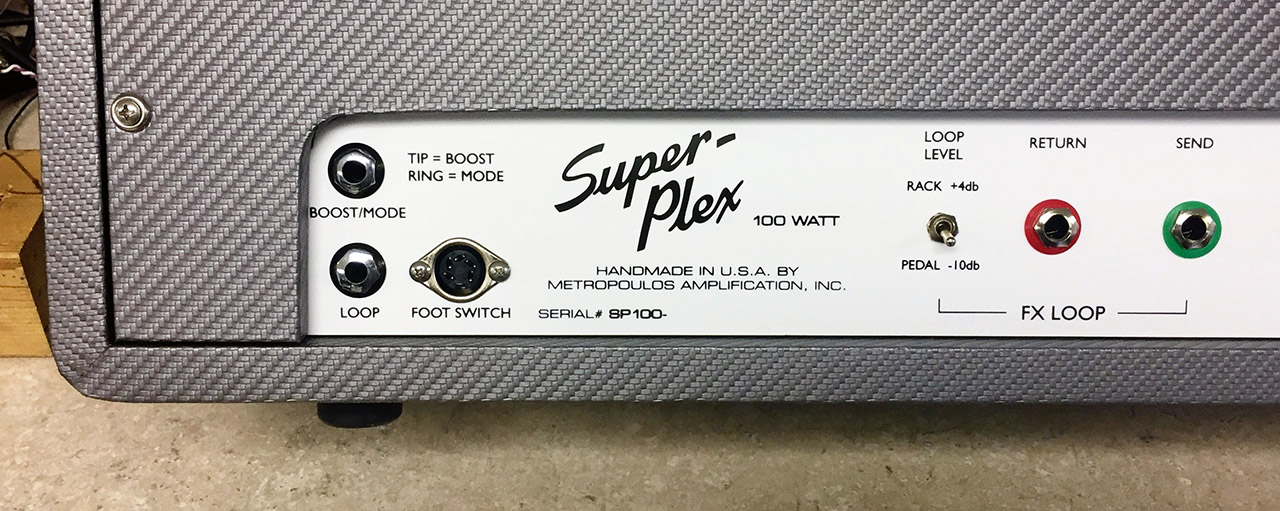 TIP = BOOST
RING = MODE
BOOST/MODE
LOOP
FOOT SWITCH
Super-
Plex
100 WATT
HANDMADE IN U.S.A. BY
METROPOULOS AMPLIFICATION, INC.
SERIAL# SP100-
LOOP
LEVEL
RACK +4db
PEDAL -10db
RETURN
SEND
FX LOOP